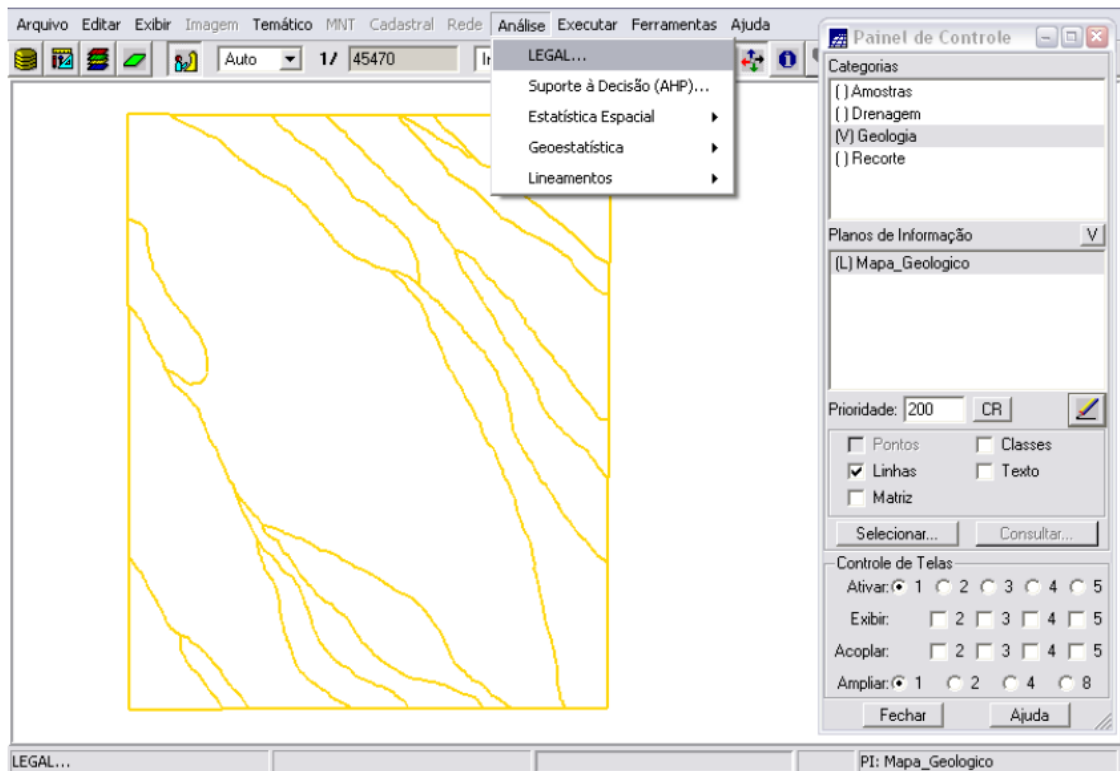 Arquivo Editar Exibir Imagem Temático MNT Cadastral Rede Análise Executar Ferramentas Ajuda
Auto 1/ 45470
LEGAL...
Suporte à Decisão (AHP)...
Estatística Espacial
Geoestatística
Lineamentos
Painel de Controle
Categorias
( ) Amostras
( ) Drenagem
(V) Geologia
( ) Recorte
Planos de Informação V
(L) Mapa_Geologico
Prioridade: 200 CR
Pontos Classes
Linhas Texto
Matriz
Selecionar... Consultar...
Controle de Telas
Ativar: 1 2 3 4 5
Exibir: 2 3 4 5
Acoplar: 2 3 4 5
Ampliar: 1 2 4 8
Fechar Ajuda
LEGAL... PI: Mapa_Geologico